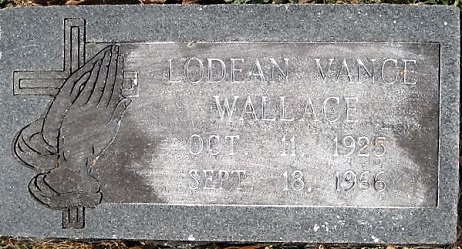 LODEAN VANCE
WALLACE
OCT. 11, 1925
SEPT. 18, 1966